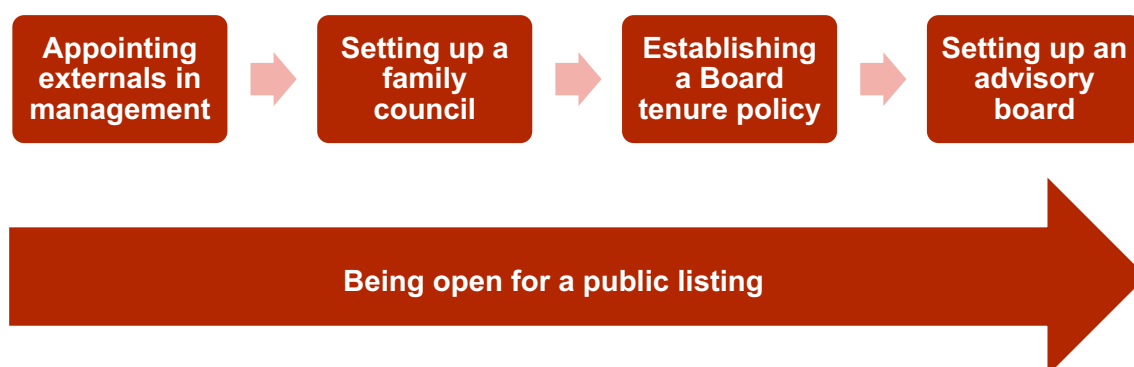 Appointing
externals in
management
Setting up a
family
council
Establishing
a Board
tenure policy
Setting up an
advisory
board
Being open for a public listing